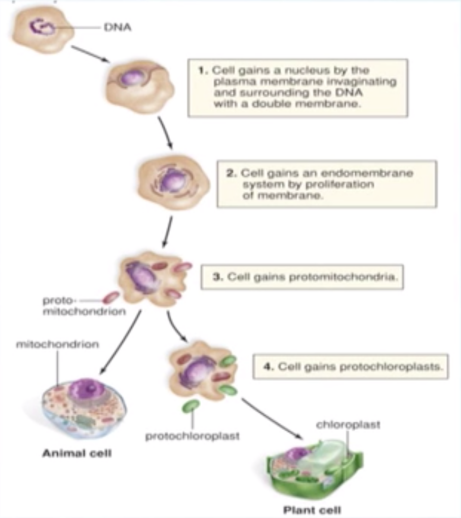 DNA
1. Cell gains a nucleus by the
plasma membrane invaginating
and surrounding the DNA
with a double membrane.
2. Cell gains an endomembrane
system by proliferation
of membrane.
3. Cell gains protomitochondria.
proto-
mitochondrion
mitochondrion
4. Cell gains protochloroplasts.
Animal cell
protochloroplast
chloroplast
Plant cell